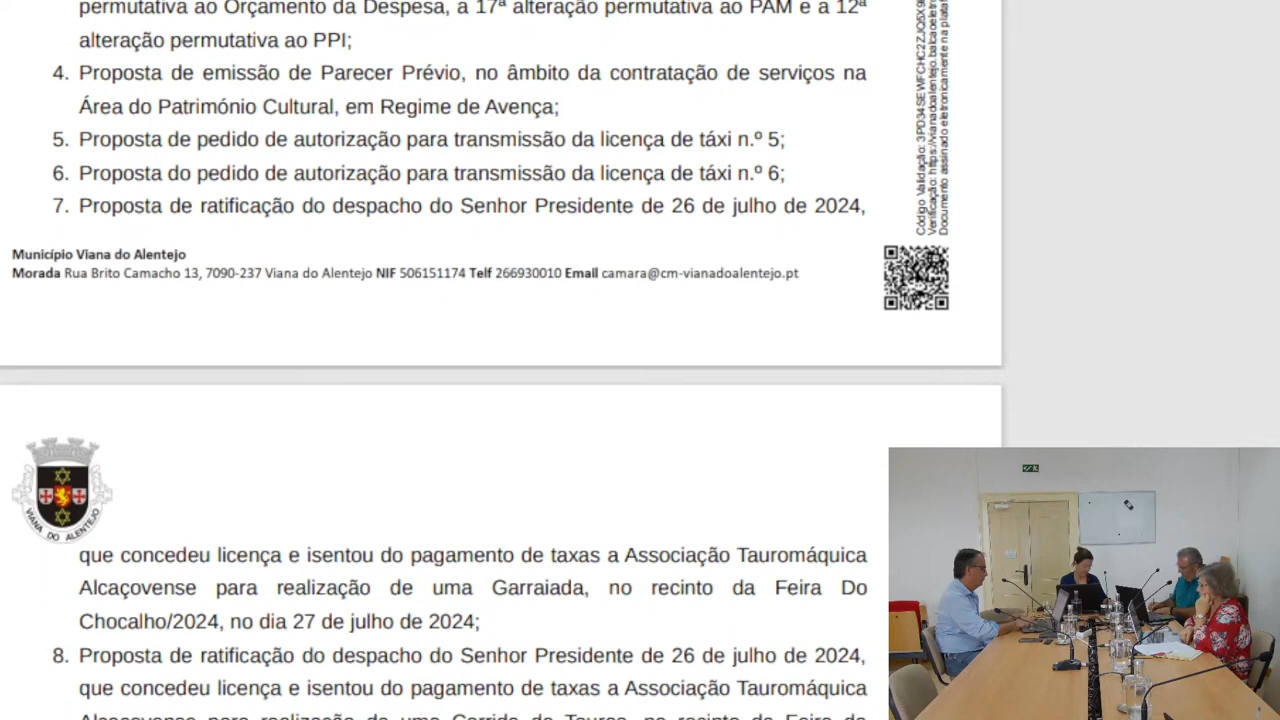 permutativa ao Orçamento da Despesa, a 17ª alteração permutativa ao PAM e a 12ª
alteração permutativa ao PPI;
4. Proposta de emissão de Parecer Prévio, no âmbito da contratação de serviços na
Área do Património Cultural, em Regime de Avença;
5. Proposta de pedido de autorização para transmissão da licença de táxi n.º 5;
6. Proposta do pedido de autorização para transmissão da licença de táxi n.º 6;
7. Proposta de ratificação do despacho do Senhor Presidente de 26 de julho de 2024,
Município Viana do Alentejo
Morada Rua Brito Camacho 13, 7090-237 Viana do Alentejo NIF 506151174 Telf 266930010 Email camara@cm-vianadoalentejo.pt
Código Validação:
Verificação:
Documento assinado eletronicamente na
VIANA DO ALENTEJO
que concedeu licença e isentou do pagamento de taxas a Associação Tauromáquica
Alcaçovense para realização de uma Garraiada, no recinto da Feira Do
Chocalho/2024, no dia 27 de julho de 2024;
8. Proposta de ratificação do despacho do Senhor Presidente de 26 de julho de 2024,
que concedeu licença e isentou do pagamento de taxas a Associação Tauromáquica